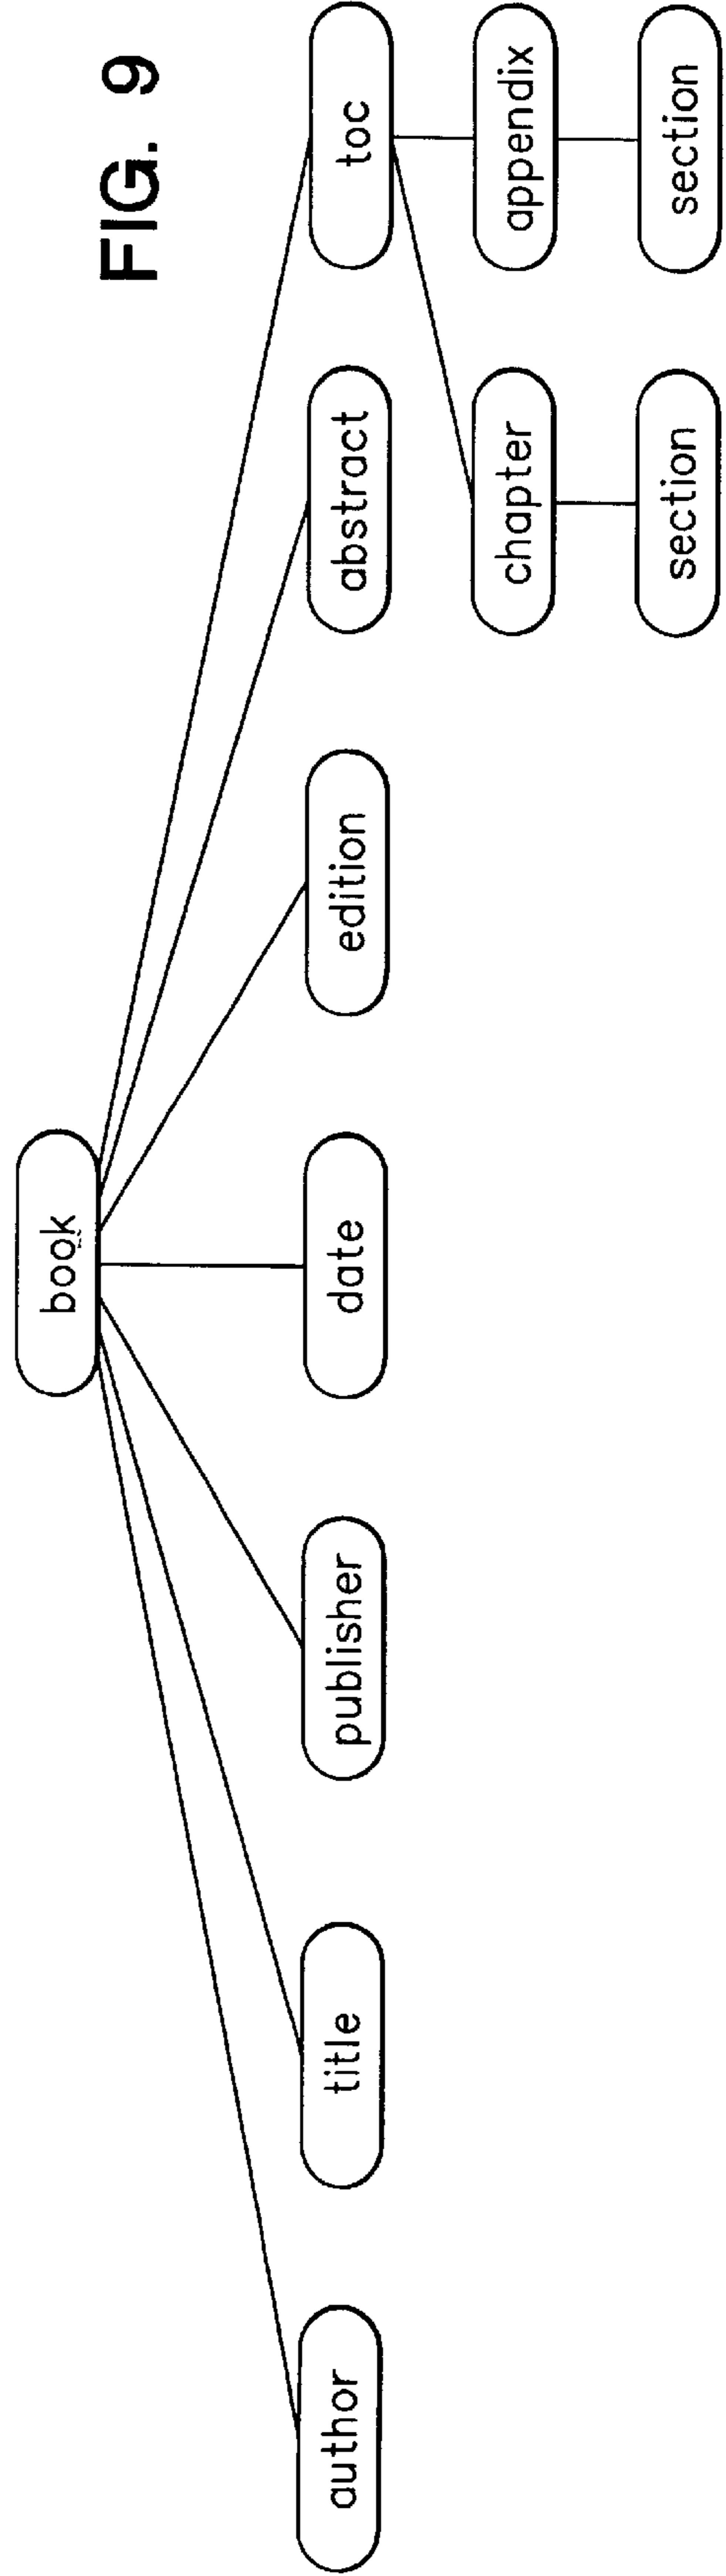 FIG. 9
book
author
title
publisher
date
edition
abstract
toc
chapter
appendix
section
section